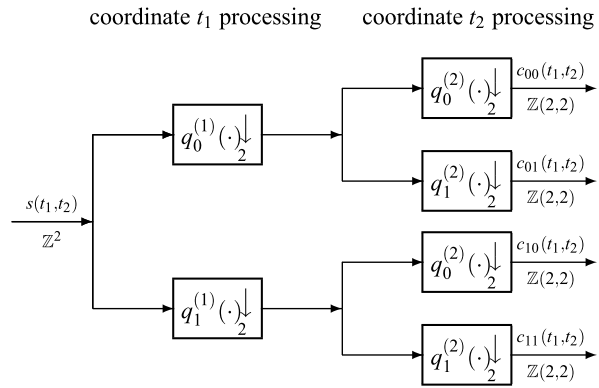 coordinate t₁ processing
coordinate t₂ processing
s(t₁,t₂)
ℤ²
q₀⁽¹⁾(·)↓₂
q₁⁽¹⁾(·)↓₂
q₀⁽²⁾(·)↓₂
c₀₀(t₁,t₂)
ℤ(2,2)
q₁⁽²⁾(·)↓₂
c₀₁(t₁,t₂)
ℤ(2,2)
q₀⁽²⁾(·)↓₂
c₁₀(t₁,t₂)
ℤ(2,2)
q₁⁽²⁾(·)↓₂
c₁₁(t₁,t₂)
ℤ(2,2)